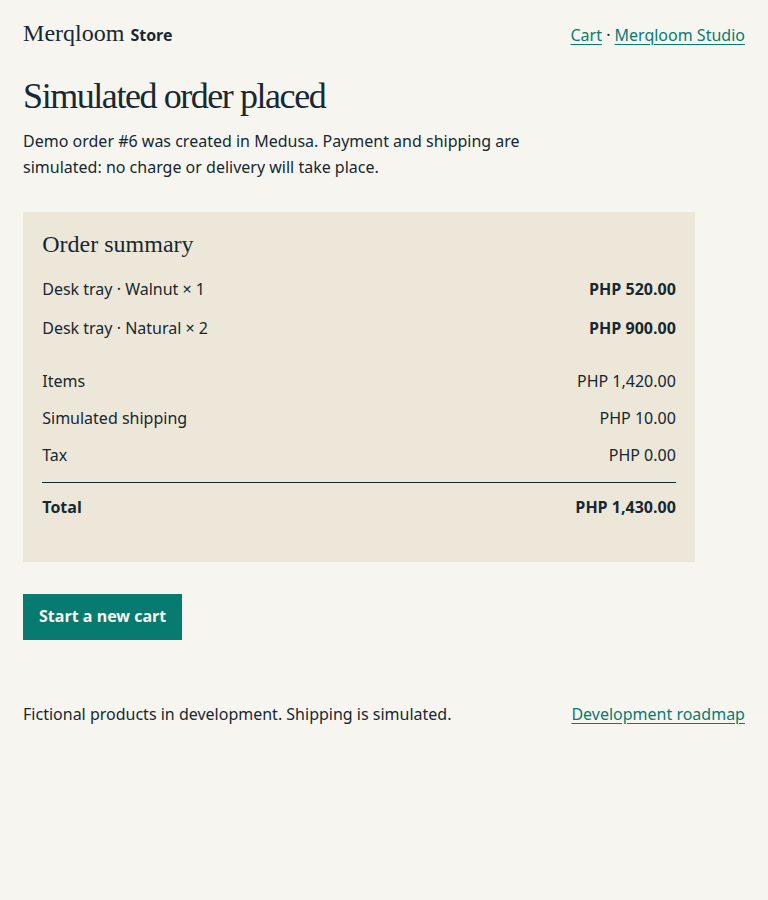 Merqloom Store
Cart · Merqloom Studio
Simulated order placed
Demo order #6 was created in Medusa. Payment and shipping are
simulated: no charge or delivery will take place.
Order summary
Desk tray · Walnut × 1 PHP 520.00
Desk tray · Natural × 2 PHP 900.00
Items PHP 1,420.00
Simulated shipping PHP 10.00
Tax PHP 0.00
Total PHP 1,430.00
Start a new cart
Fictional products in development. Shipping is simulated. Development roadmap